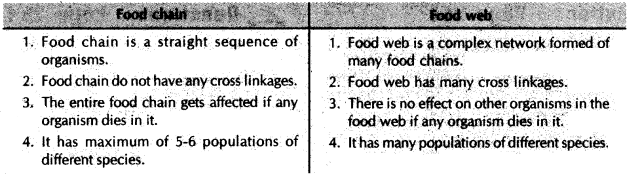 Food chain
1. Food chain is a straight sequence of
organisms.
2. Food chain do not have any cross linkages.
3. The entire food chain gets affected if any
organism dies in it.
4. It has maximum of 5-6 populations of
different species.
Food web
1. Food web is a complex network formed of
many food chains.
2. Food web has many cross linkages.
3. There is no effect on other organisms in the
food web if any organism dies in it.
4. It has many populations of different species.